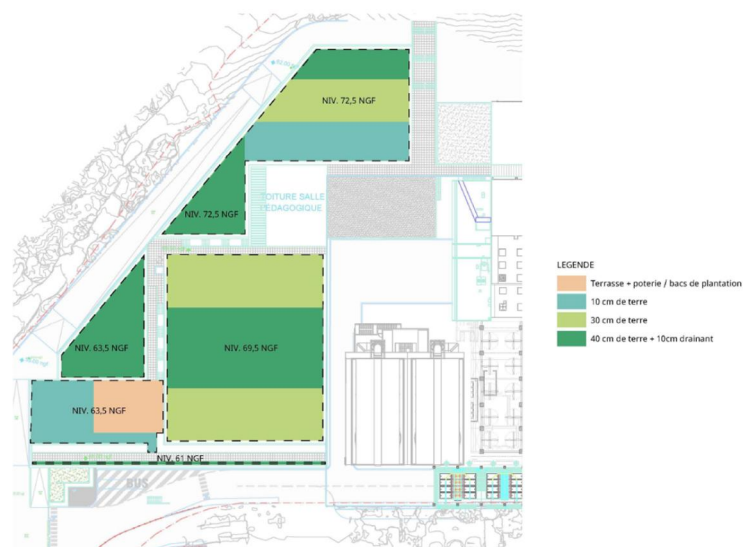 NIV. 72,5 NGF
TOITURE SALLE
PÉDAGOGIQUE
NIV. 72,5 NGF
NIV. 63,5 NGF
NIV. 69,5 NGF
NIV. 63,5 NGF
NIV. 61 NGF
BUS
LEGENDE
Terrasse + poterie / bacs de plantation
10 cm de terre
30 cm de terre
40 cm de terre + 10cm drainant